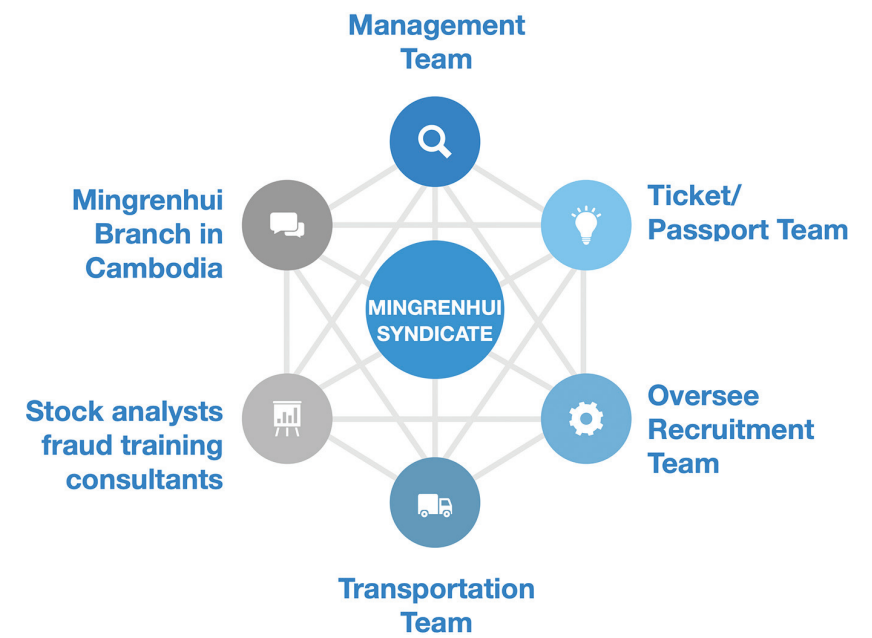 Management
Team
Mingrenhui
Branch in
Cambodia
Ticket/
Passport Team
MINGRENHUI
SYNDICATE
Stock analysts
fraud training
consultants
Oversee
Recruitment
Team
Transportation
Team